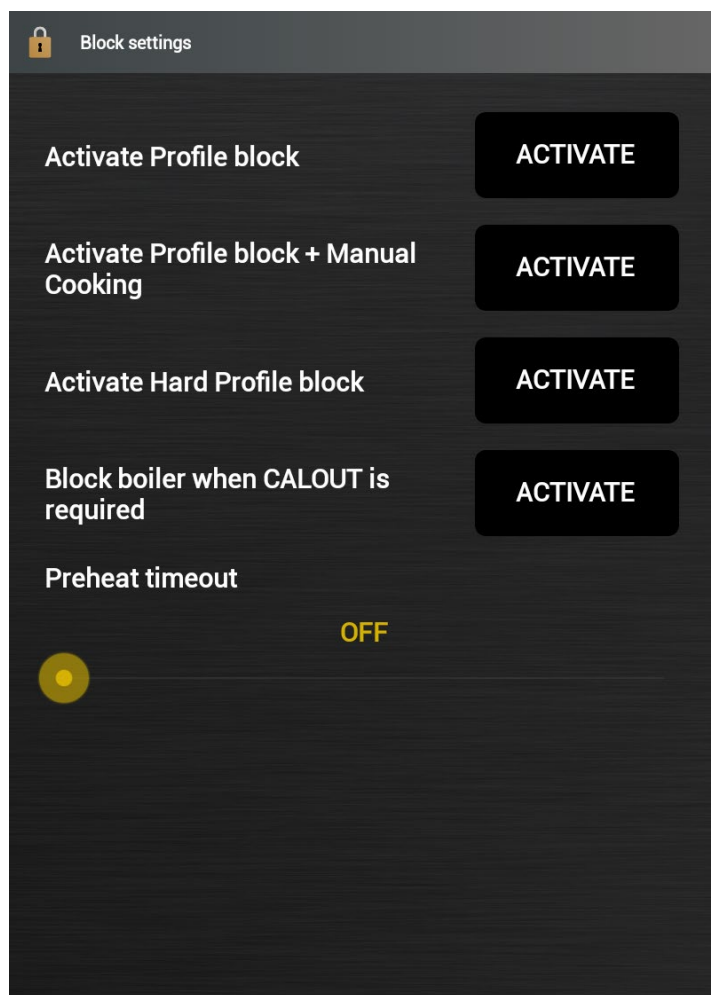 Block settings
Activate Profile block
ACTIVATE
Activate Profile block + Manual
Cooking
ACTIVATE
Activate Hard Profile block
ACTIVATE
Block boiler when CALOUT is
required
ACTIVATE
Preheat timeout
OFF